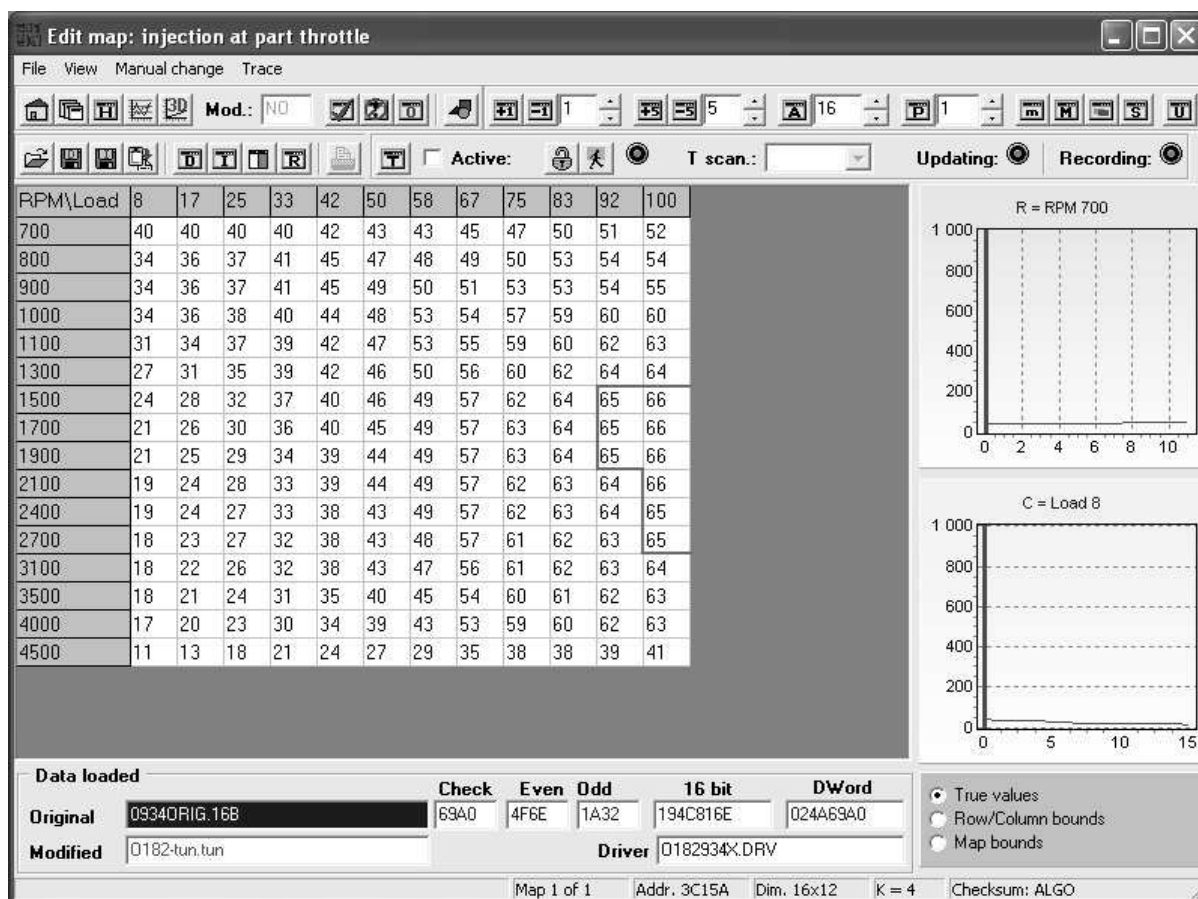 Edit map: injection at part throttle
File View Manual change Trace
H 3D Mod.: NO 0 +1 =1 1 +5 =5 5 A 16 P 1 m M S U
D I R T Active: T scan.: Updating: Recording:
RPM\Load 8 17 25 33 42 50 58 67 75 83 92 100
700 40 40 40 40 42 43 43 45 47 50 51 52
800 34 36 37 41 45 47 48 49 50 53 54 54
900 34 36 37 41 45 49 50 51 53 53 54 55
1000 34 36 38 40 44 48 53 54 57 59 60 60
1100 31 34 37 39 42 47 53 55 59 60 62 63
1300 27 31 35 39 42 46 50 56 60 62 64 64
1500 24 28 32 37 40 46 49 57 62 64 65 66
1700 21 26 30 36 40 45 49 57 63 64 65 66
1900 21 25 29 34 39 44 49 57 63 64 65 66
2100 19 24 28 33 39 44 49 57 62 63 64 66
2400 19 24 27 33 38 43 49 57 62 63 64 65
2700 18 23 27 32 38 43 48 57 61 62 63 65
3100 18 22 26 32 38 43 47 56 61 62 63 64
3500 18 21 24 31 35 40 45 54 60 61 62 63
4000 17 20 23 30 34 39 43 53 59 60 62 63
4500 11 13 18 21 24 27 29 35 38 38 39 41
R = RPM 700
1 000
800
600
400
200
0
0 2 4 6 8 10
C = Load 8
1 000
800
600
400
200
0
0 5 10 15
Data loaded
Check Even Odd 16 bit DWord
Original 0934ORIG.16B 69A0 4F6E 1A32 194C816E 024A69A0
Modified O182-tun.tun Driver O182934X.DRV
True values
Row/Column bounds
Map bounds
Map 1 of 1 Addr. 3C15A Dim. 16x12 K = 4 Checksum: ALGO